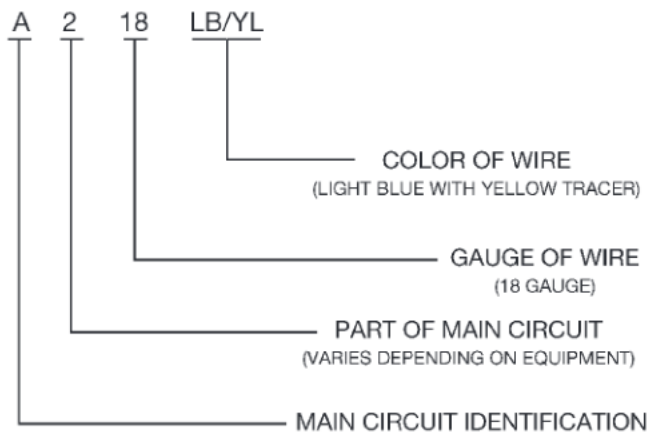 A 2 18 LB/YL
COLOR OF WIRE
(LIGHT BLUE WITH YELLOW TRACER)
GAUGE OF WIRE
(18 GAUGE)
PART OF MAIN CIRCUIT
(VARIES DEPENDING ON EQUIPMENT)
MAIN CIRCUIT IDENTIFICATION